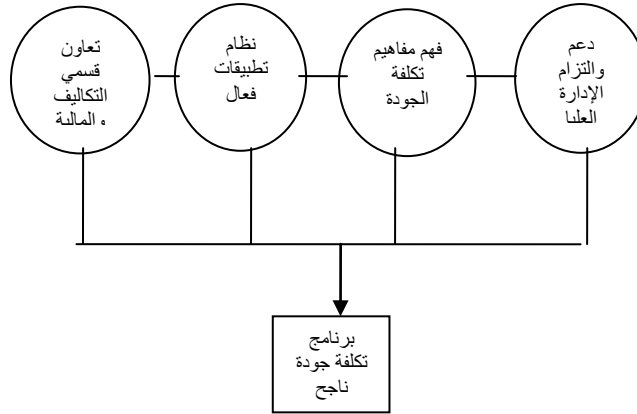 دعم
والتزام
الإدارة
العليا
فهم مفاهيم
تكلفة
الجودة
نظام
تطبيقات
فعال
تعاون
قسمي
التكاليف
و المالية
برنامج
تكلفة جودة
ناجح